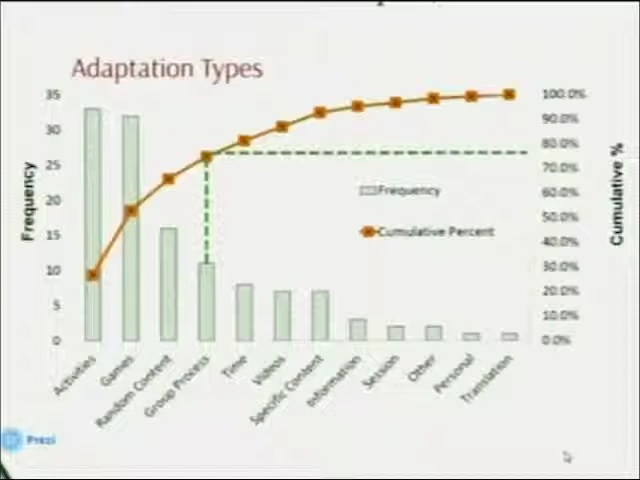 Adaptation Types
35
30
25
20
15
10
5
0
Frequency
100.0%
90.0%
80.0%
70.0%
60.0%
50.0%
40.0%
30.0%
20.0%
10.0%
0.0%
Cumulative %
Frequency
Cumulative Percent
Activities
Games
Random Content
Group Process
Time
Videos
Specific Content
Information
Session
Other
Personal
Translation
Prezi